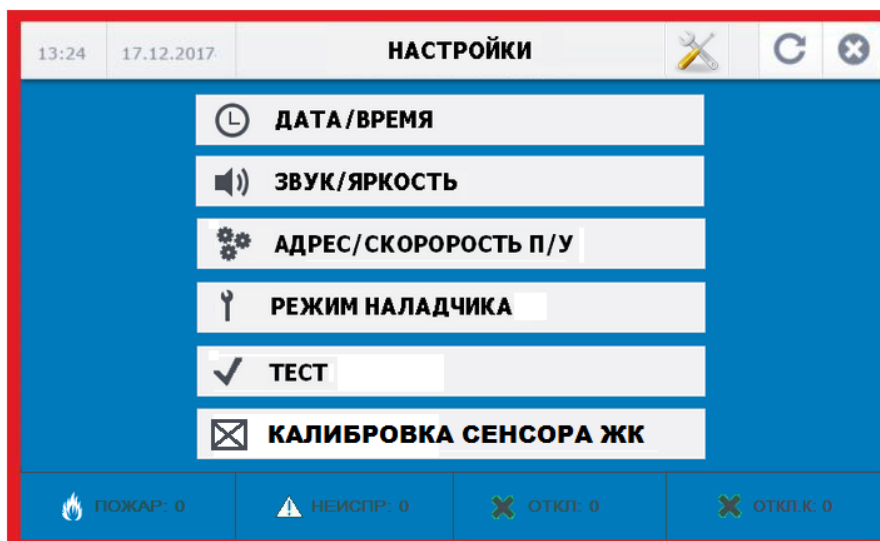 13:24 17.12.2017 НАСТРОЙКИ
ДАТА/ВРЕМЯ
ЗВУК/ЯРКОСТЬ
АДРЕС/СКОРОРОСТЬ П/У
РЕЖИМ НАЛАДЧИКА
ТЕСТ
КАЛИБРОВКА СЕНСОРА ЖК
ПОЖАР: 0 НЕИСПР: 0 ОТКЛ: 0 ОТКЛ.К: 0